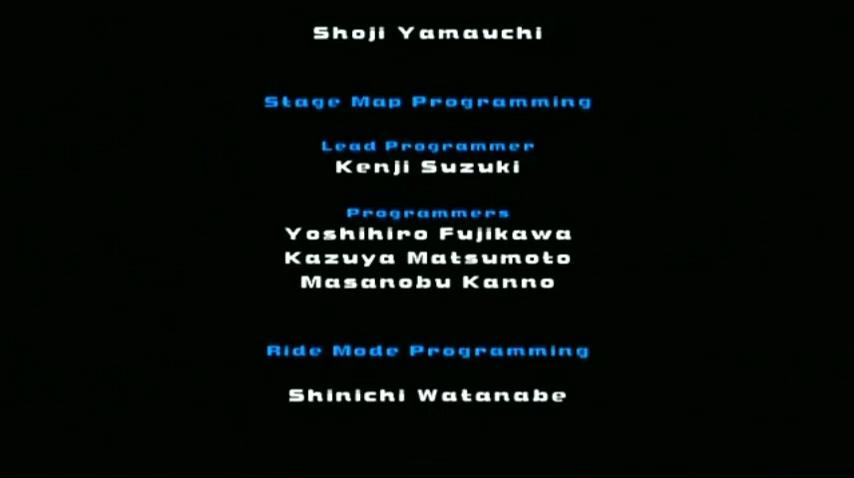 Shoji Yamauchi
Stage Map Programming
Lead Programmer
Kenji Suzuki
Programmers
Yoshihiro Fujikawa
Kazuya Matsumoto
Masanobu Kanno
Ride Mode Programming
Shinichi Watanabe